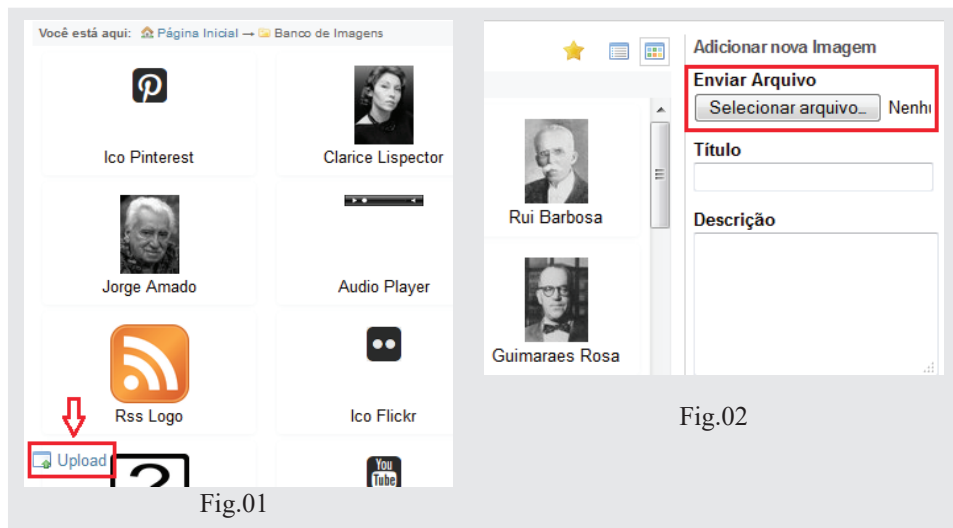 Você está aqui: Página Inicial → Banco de Imagens
Ico Pinterest
Clarice Lispector
Jorge Amado
Audio Player
Rss Logo
Ico Flickr
Upload
You
Tube
Fig.01
Adicionar nova Imagem
Enviar Arquivo
Selecionar arquivo... Nenhu
Título
Rui Barbosa
Descrição
Guimaraes Rosa
Fig.02